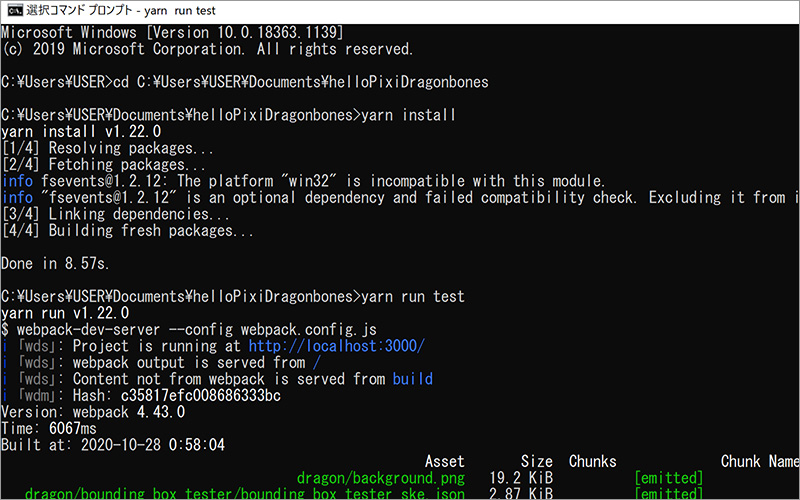 選択コマンド プロンプト - yarn run test
Microsoft Windows [Version 10.0.18363.1139]
(c) 2019 Microsoft Corporation. All rights reserved.
C:¥Users¥USER>cd C:¥Users¥USER¥Documents¥helloPixiDragonbones
C:¥Users¥USER¥Documents¥helloPixiDragonbones>yarn install
yarn install v1.22.0
[1/4] Resolving packages...
[2/4] Fetching packages...
info fsevents@1.2.12: The platform "win32" is incompatible with this module.
info "fsevents@1.2.12" is an optional dependency and failed compatibility check. Excluding it from i
[3/4] Linking dependencies...
[4/4] Building fresh packages...
Done in 8.57s.
C:¥Users¥USER¥Documents¥helloPixiDragonbones>yarn run test
yarn run v1.22.0
$ webpack-dev-server --config webpack.config.js
i ｢wds｣: Project is running at http://localhost:3000/
i ｢wds｣: webpack output is served from /
i ｢wds｣: Content not from webpack is served from build
i ｢wdm｣: Hash: c35817efc008686333bc
Version: webpack 4.43.0
Time: 6067ms
Built at: 2020-10-28 0:58:04
Asset Size Chunks Chunk Name
dragon/background.png 19.2 KiB [emitted]
dragon/bounding_box_tester/bounding_box_tester_ske.json 2.87 KiB [emitted]